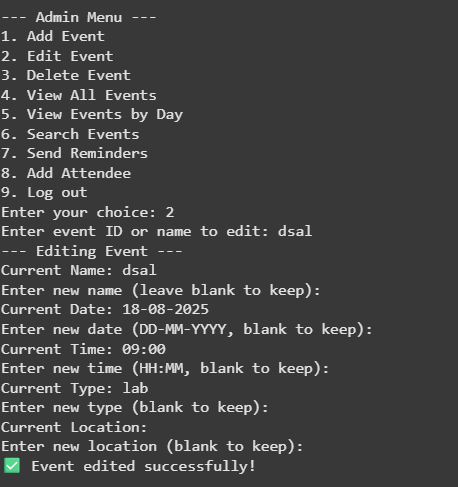 --- Admin Menu ---
1. Add Event
2. Edit Event
3. Delete Event
4. View All Events
5. View Events by Day
6. Search Events
7. Send Reminders
8. Add Attendee
9. Log out
Enter your choice: 2
Enter event ID or name to edit: dsal
--- Editing Event ---
Current Name: dsal
Enter new name (leave blank to keep):
Current Date: 18-08-2025
Enter new date (DD-MM-YYYY, blank to keep):
Current Time: 09:00
Enter new time (HH:MM, blank to keep):
Current Type: lab
Enter new type (blank to keep):
Current Location:
Enter new location (blank to keep):
✅ Event edited successfully!